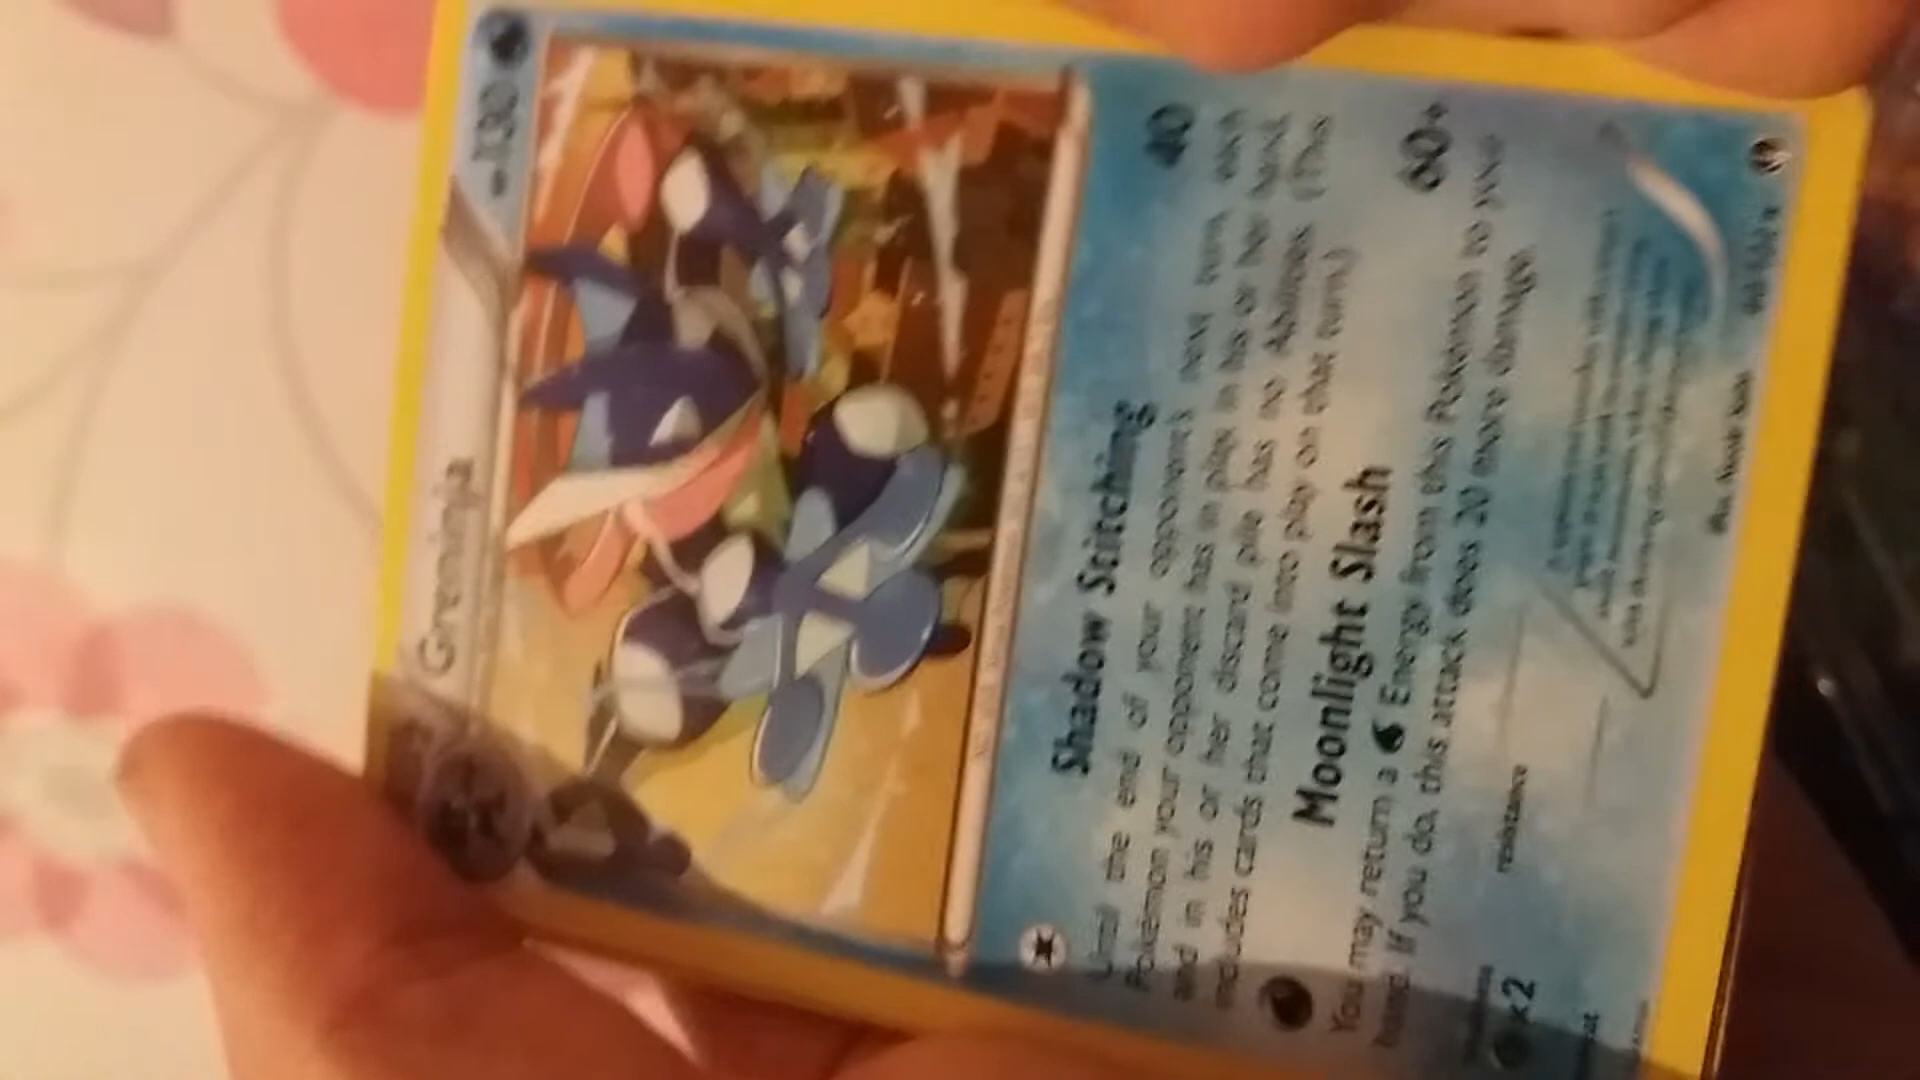 Greninja
HP130
Shadow Stitching 40
Until the end of your opponent's next turn, each
Pokémon your opponent has in play, in his or her hand,
and in his or her discard pile has no Abilities. (This
includes cards that come into play on that turn.)
Moonlight Slash 60+
You may return a Energy from this Pokémon to your
hand. If you do, this attack does 20 more damage.
weakness
×2
resistance